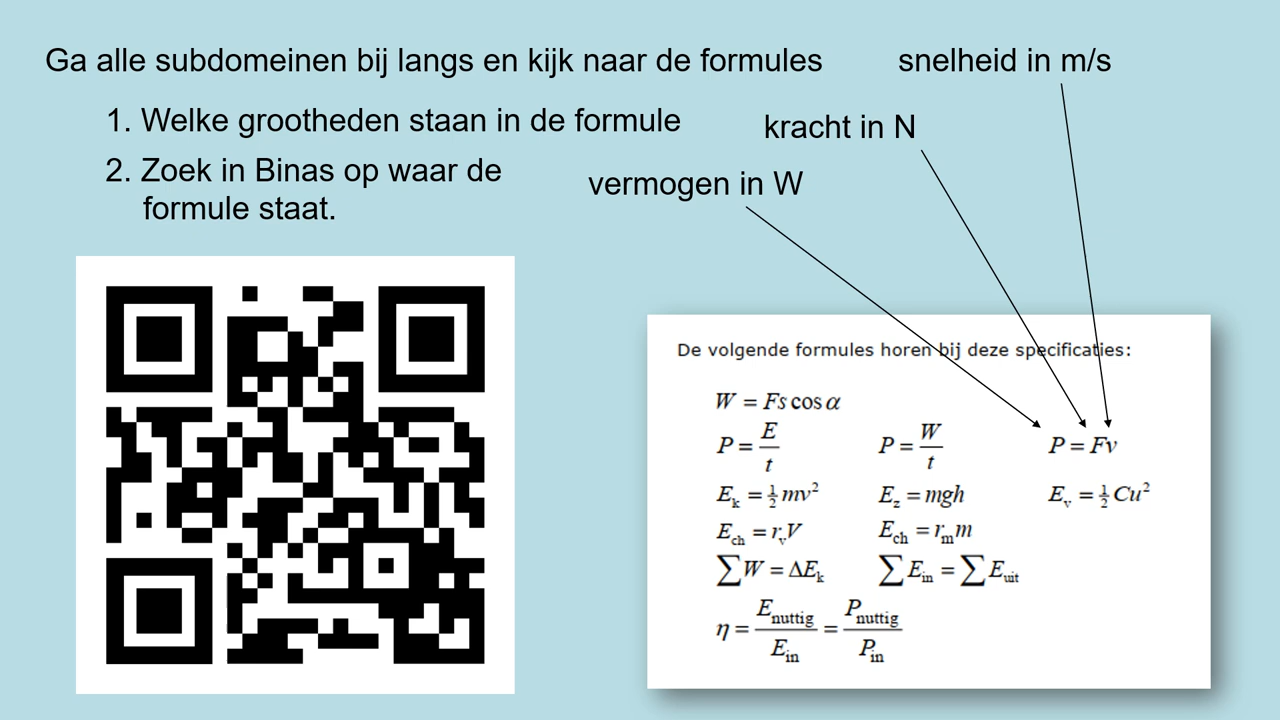 Ga alle subdomeinen bij langs en kijk naar de formules
snelheid in m/s
1. Welke grootheden staan in de formule
kracht in N
2. Zoek in Binas op waar de
formule staat.
vermogen in W
De volgende formules horen bij deze specificaties:
W = Fs cos α
P = E/t    P = W/t    P = Fv
E_k = ½mv²    E_z = mgh    E_v = ½Cu²
E_ch = r_vV    E_ch = r_mm
∑W = ΔE_k    ∑E_in = ∑E_uit
η = E_nuttig/E_in = P_nuttig/P_in